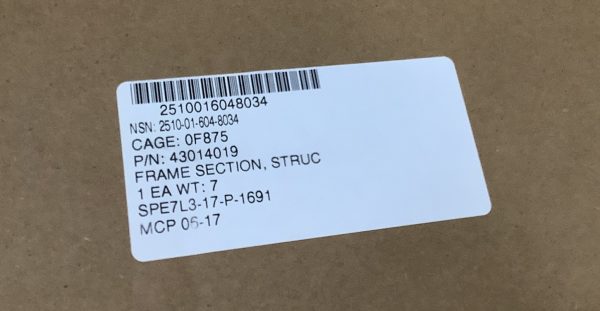 2510016048034
NSN: 2510-01-604-8034
CAGE: 0F875
P/N: 43014019
FRAME SECTION, STRUC
1 EA WT: 7
SPE7L3-17-P-1691
MCP 06-17